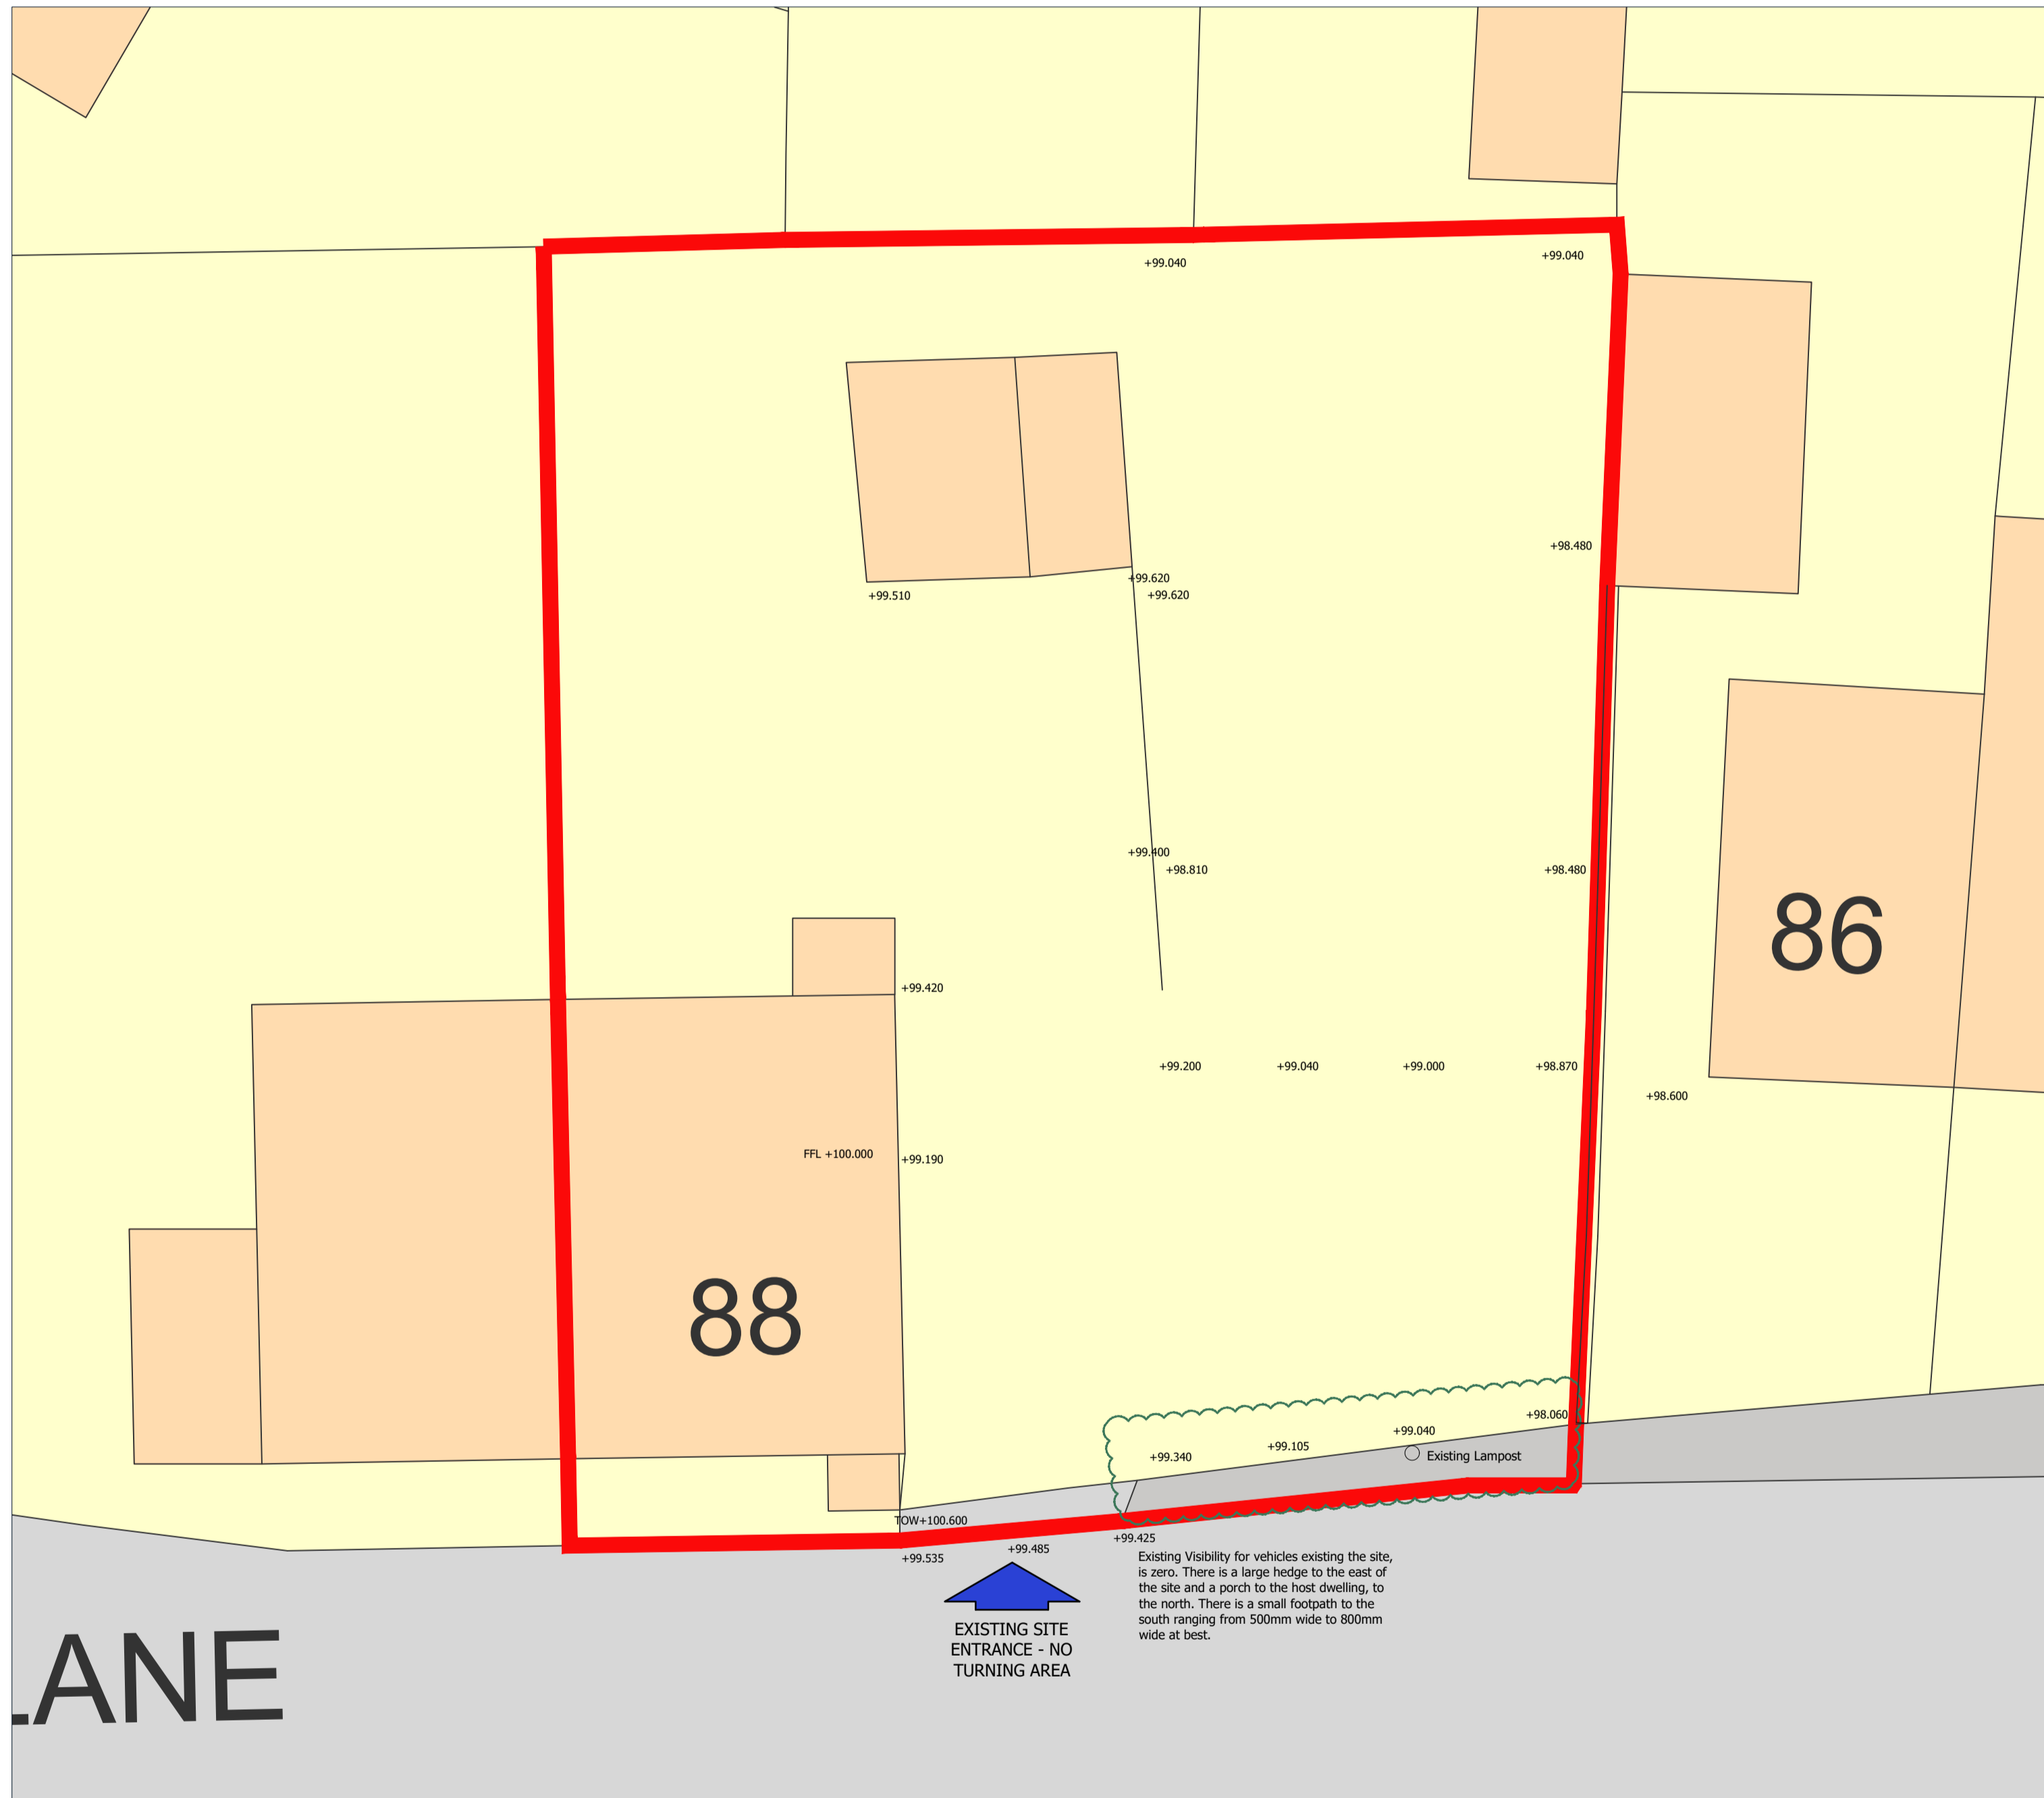 +99.040
+99.040
+98.480
+99.620
+99.510
+99.620
+99.400
+98.810
+98.480
86
+99.420
+99.200
+99.040
+99.000
+98.870
+98.600
FFL +100.000
+99.190
88
+98.060
+99.040
+99.105
+99.340
Existing Lampost
TOW+100.600
+99.425
+99.485
+99.535
Existing Visibility for vehicles existing the site,
is zero. There is a large hedge to the east of
the site and a porch to the host dwelling, to
the north. There is a small footpath to the
south ranging from 500mm wide to 800mm
wide at best.
EXISTING SITE
ENTRANCE - NO
TURNING AREA
LANE